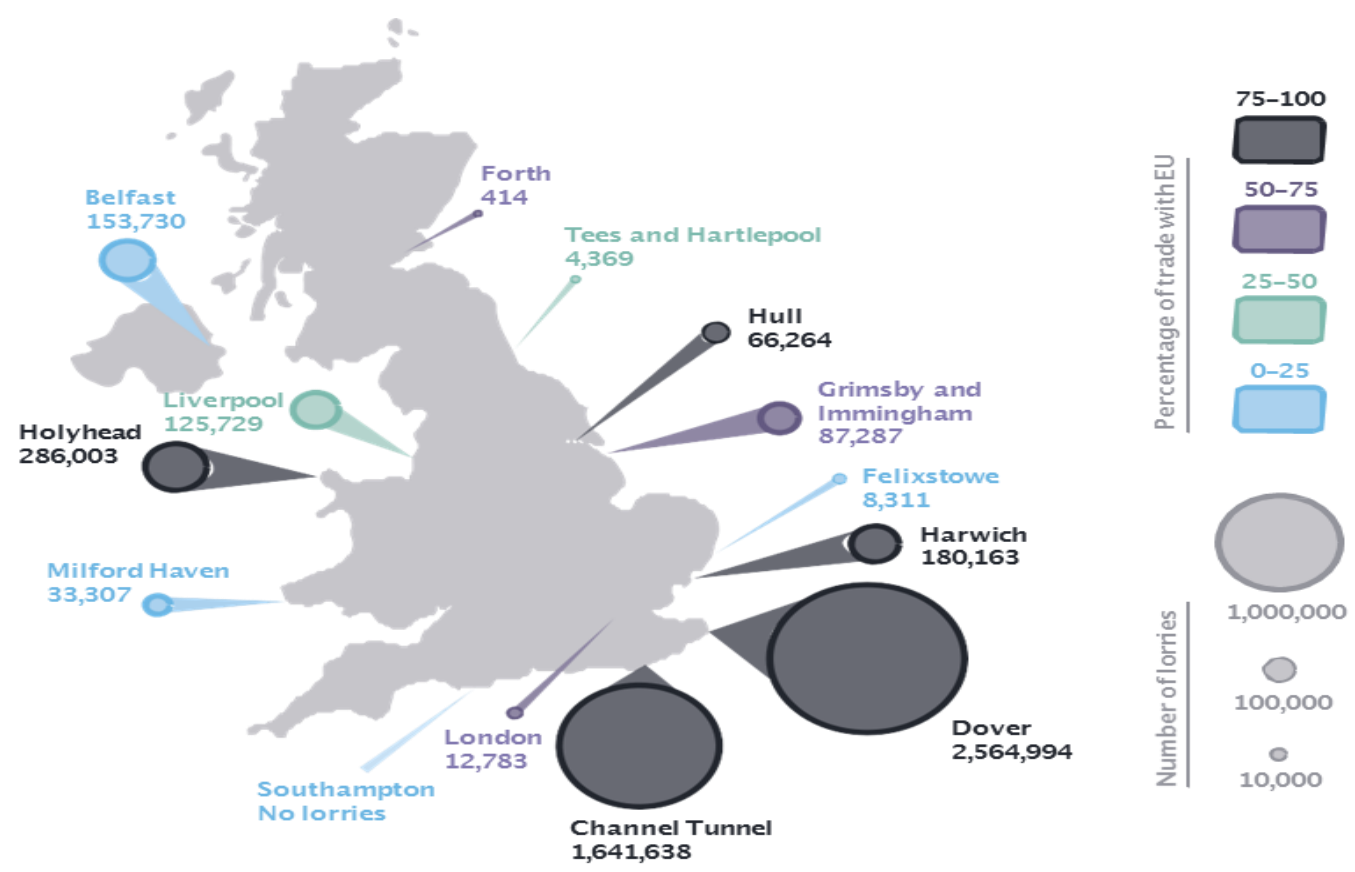 75–100
Forth
414
Belfast
153,730
50–75
Tees and Hartlepool
4,369
25–50
Hull
66,264
0–25
Percentage of trade with EU
Grimsby and
Immingham
87,287
Liverpool
125,729
Holyhead
286,003
Felixstowe
8,311
Harwich
180,163
Milford Haven
33,307
1,000,000
100,000
10,000
Number of lorries
London
12,783
Dover
2,564,994
Southampton
No lorries
Channel Tunnel
1,641,638